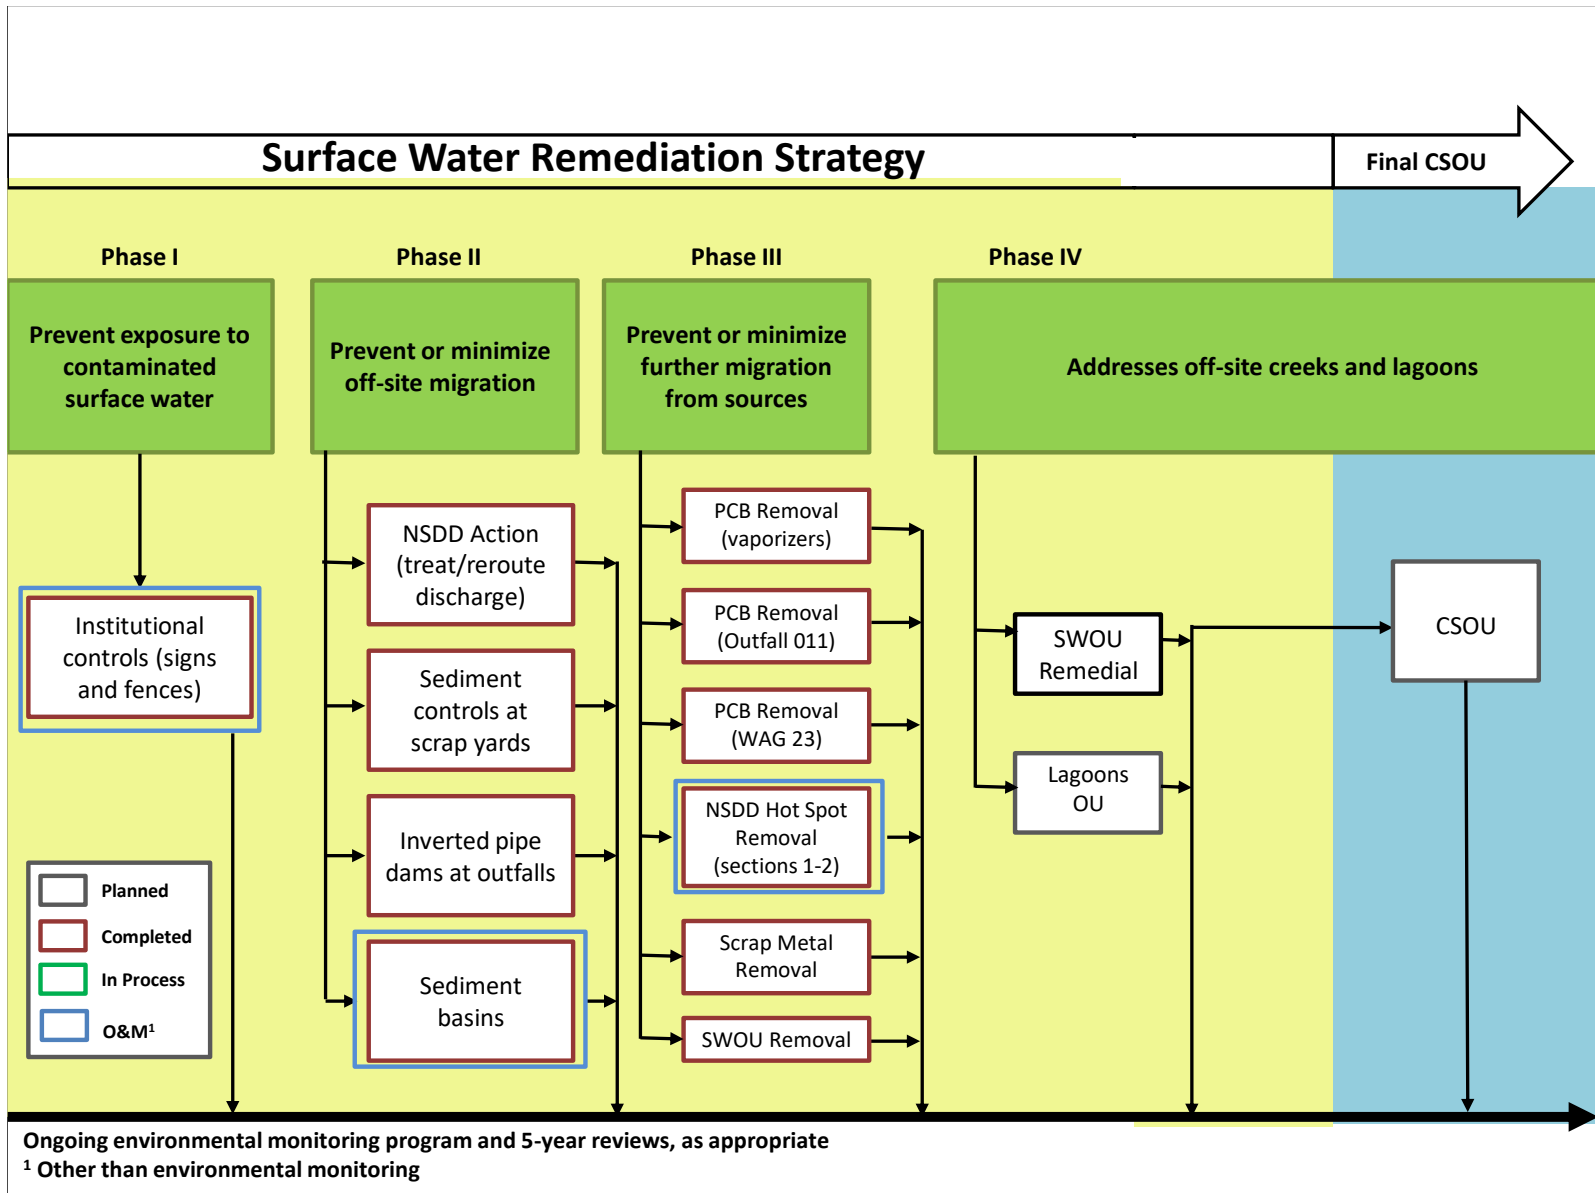 Surface Water Remediation Strategy
Final CSOU
Phase I
Phase II
Phase III
Phase IV
Prevent exposure to
contaminated
surface water
Prevent or minimize
off-site migration
Prevent or minimize
further migration
from sources
Addresses off-site creeks and lagoons
Institutional
controls (signs
and fences)
NSDD Action
(treat/reroute
discharge)
Sediment
controls at
scrap yards
Inverted pipe
dams at outfalls
Sediment
basins
PCB Removal
(vaporizers)
PCB Removal
(Outfall 011)
PCB Removal
(WAG 23)
NSDD Hot Spot
Removal
(sections 1-2)
Scrap Metal
Removal
SWOU Removal
SWOU
Remedial
Lagoons
OU
CSOU
Planned
Completed
In Process
O&M¹
Ongoing environmental monitoring program and 5-year reviews, as appropriate
¹ Other than environmental monitoring